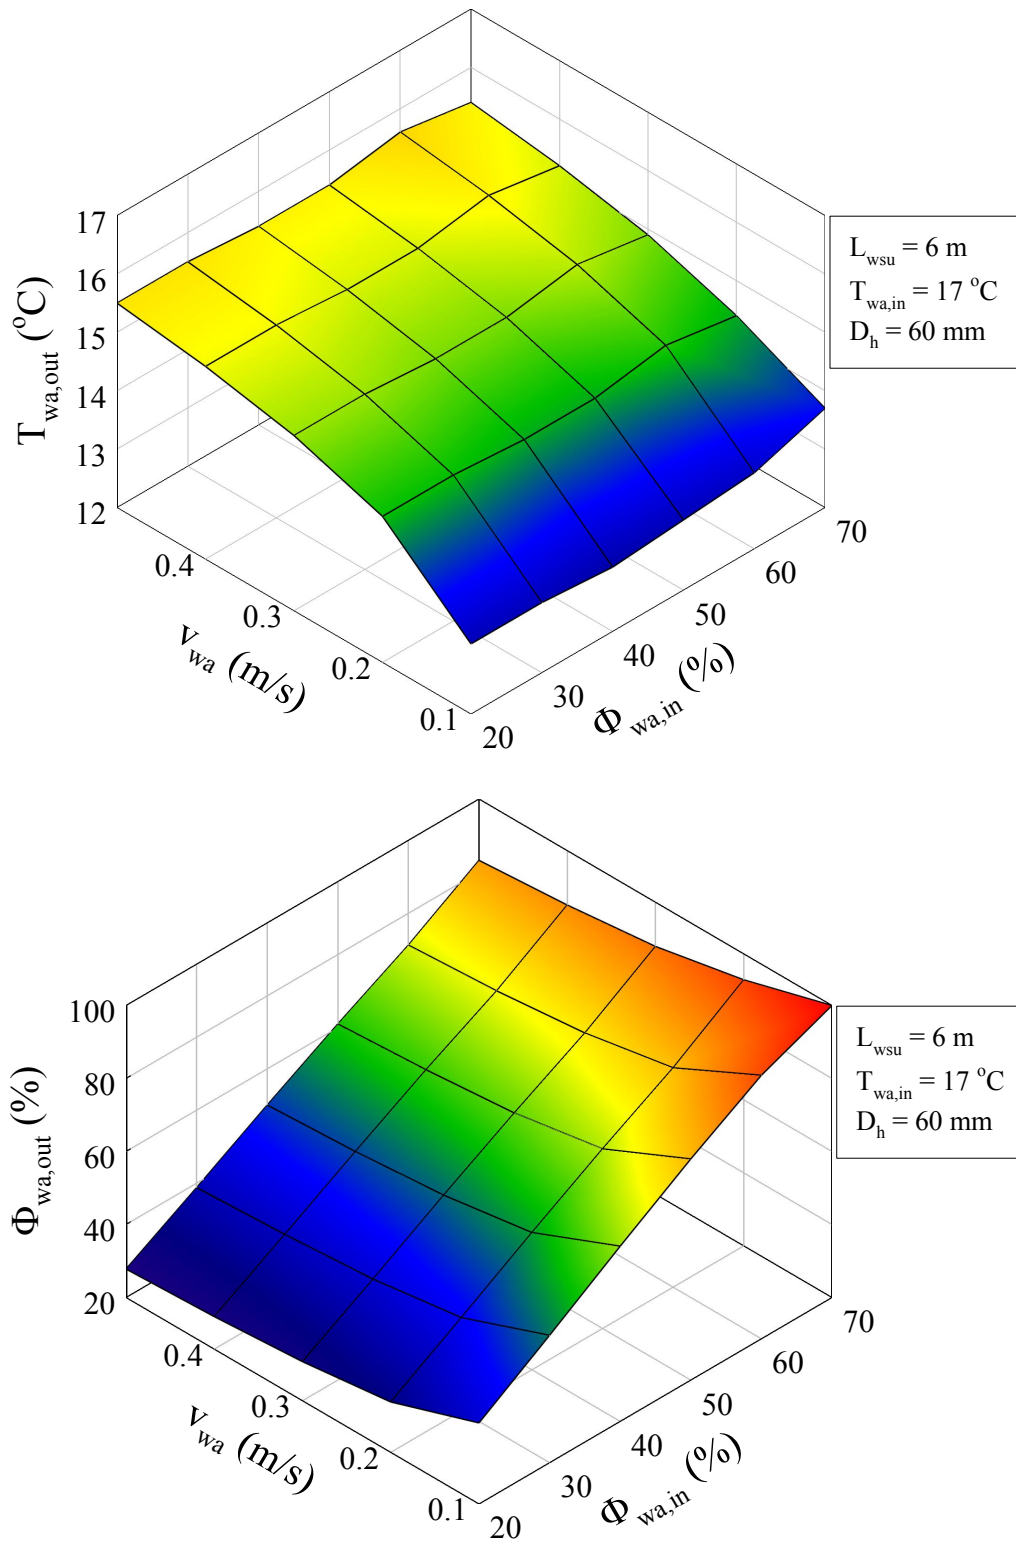 17
16
15
14
13
12
T_wa,out (°C)
L_wsu = 6 m
T_wa,in = 17 °C
D_h = 60 mm
0.4
0.3
0.2
0.1
v_wa (m/s)
20
30
40
50
60
70
Φ_wa,in (%)
100
80
60
40
20
Φ_wa,out (%)
L_wsu = 6 m
T_wa,in = 17 °C
D_h = 60 mm
0.4
0.3
0.2
0.1
v_wa (m/s)
20
30
40
50
60
70
Φ_wa,in (%)